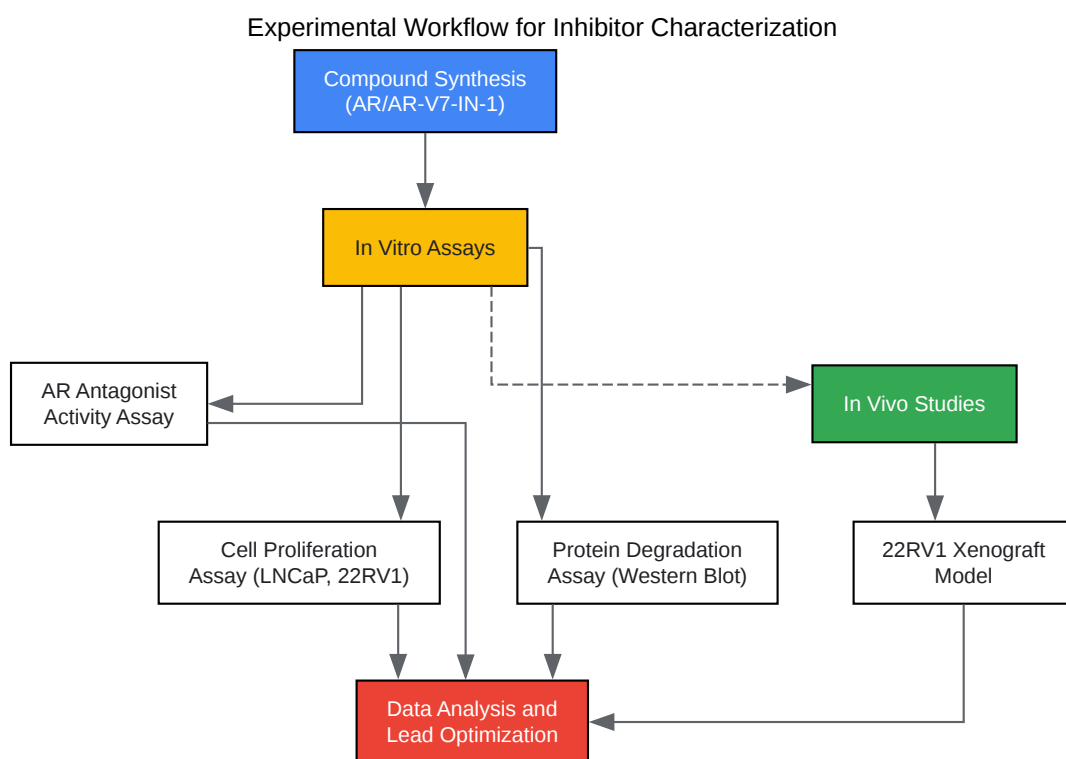 Experimental Workflow for Inhibitor Characterization
Compound Synthesis
(AR/AR-V7-IN-1)
In Vitro Assays
AR Antagonist
Activity Assay
In Vivo Studies
Cell Proliferation
Assay (LNCaP, 22RV1)
Protein Degradation
Assay (Western Blot)
22RV1 Xenograft
Model
Data Analysis and
Lead Optimization